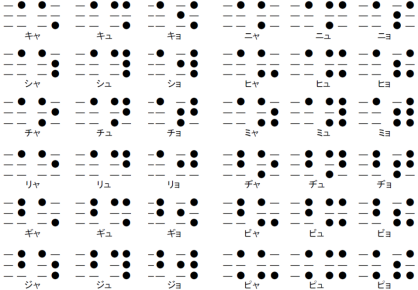 キャ キュ キョ ニャ ニュ ニョ
シャ シュ ショ ヒャ ヒュ ヒョ
チャ チュ チョ ミャ ミュ ミョ
リャ リュ リョ ヂャ ヂュ ヂョ
ギャ ギュ ギョ ビャ ビュ ビョ
ジャ ジュ ジョ ピャ ピュ ピョ